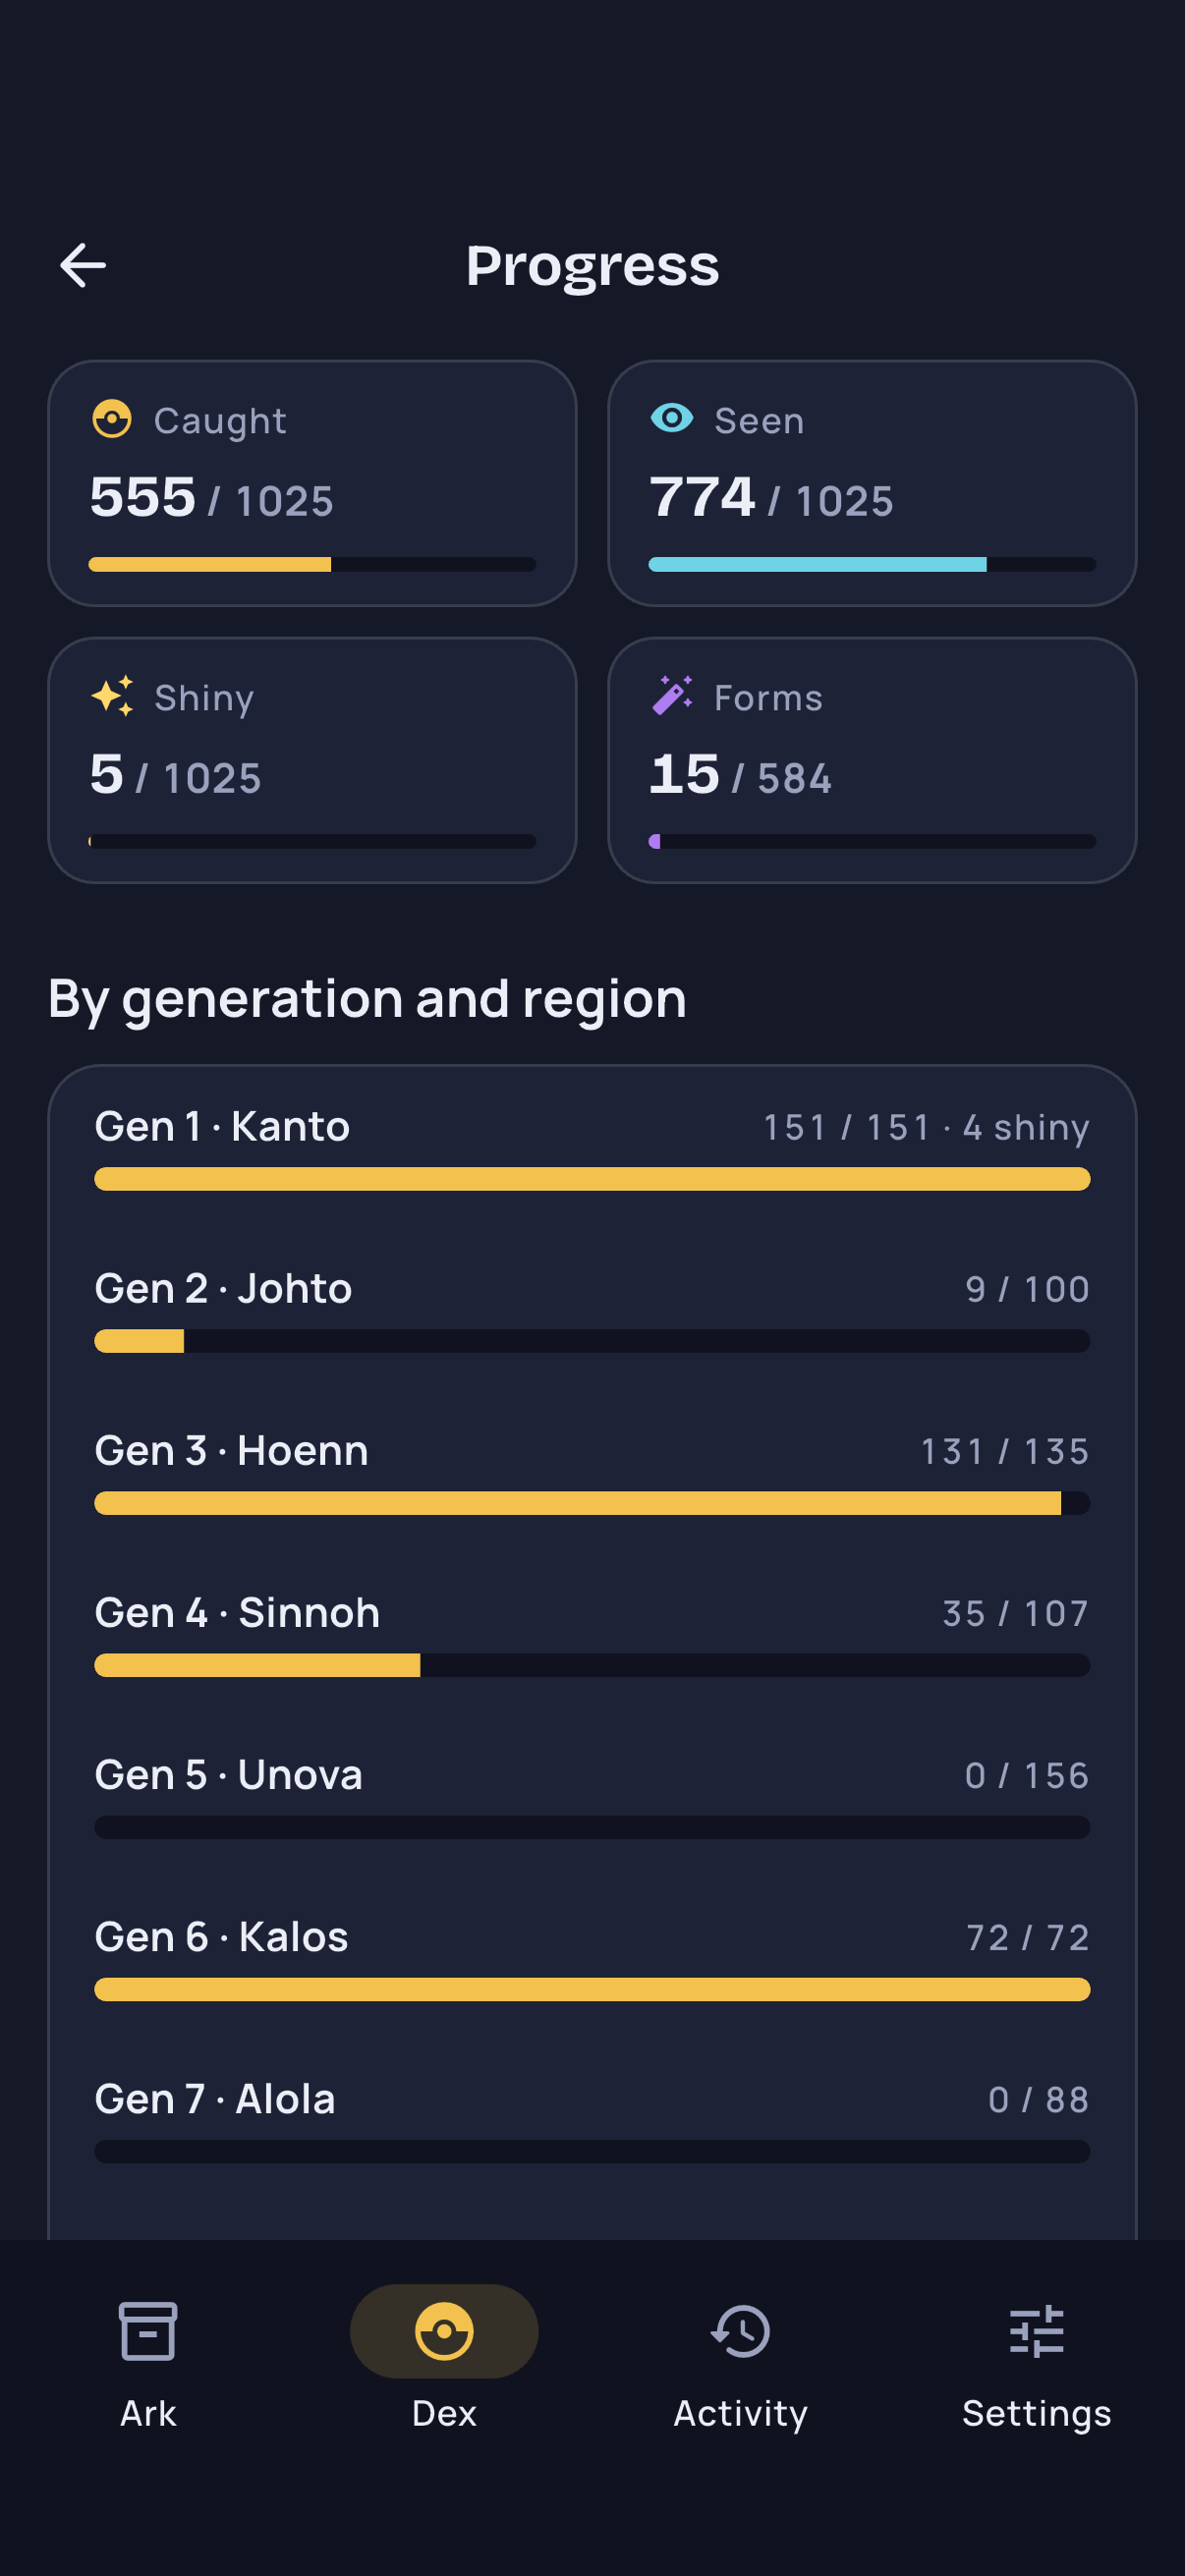 Progress
Caught
555 / 1025
Seen
774 / 1025
Shiny
5 / 1025
Forms
15 / 584
By generation and region
Gen 1 · Kanto 151 / 151 · 4 shiny
Gen 2 · Johto 9 / 100
Gen 3 · Hoenn 131 / 135
Gen 4 · Sinnoh 35 / 107
Gen 5 · Unova 0 / 156
Gen 6 · Kalos 72 / 72
Gen 7 · Alola 0 / 88
Ark Dex Activity Settings